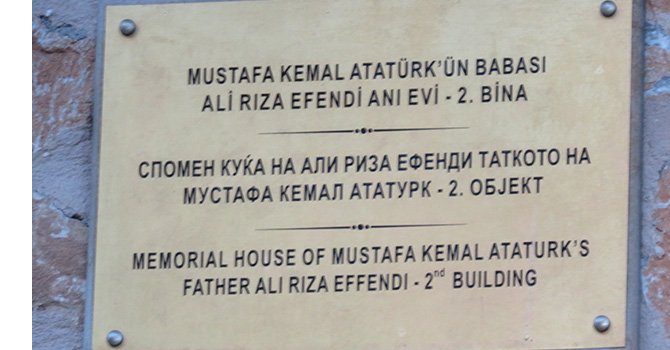 MUSTAFA KEMAL ATATÜRK'ÜN BABASI
ALİ RIZA EFENDİ ANI EVİ - 2. BİNA
СПОМЕН КУЌА НА АЛИ РИЗА ЕФЕНДИ ТАТКОТО НА
МУСТАФА КЕМАЛ АТАТУРК - 2. ОБЈЕКТ
MEMORIAL HOUSE OF MUSTAFA KEMAL ATATURK'S
FATHER ALI RIZA EFFENDI - 2nd BUILDING